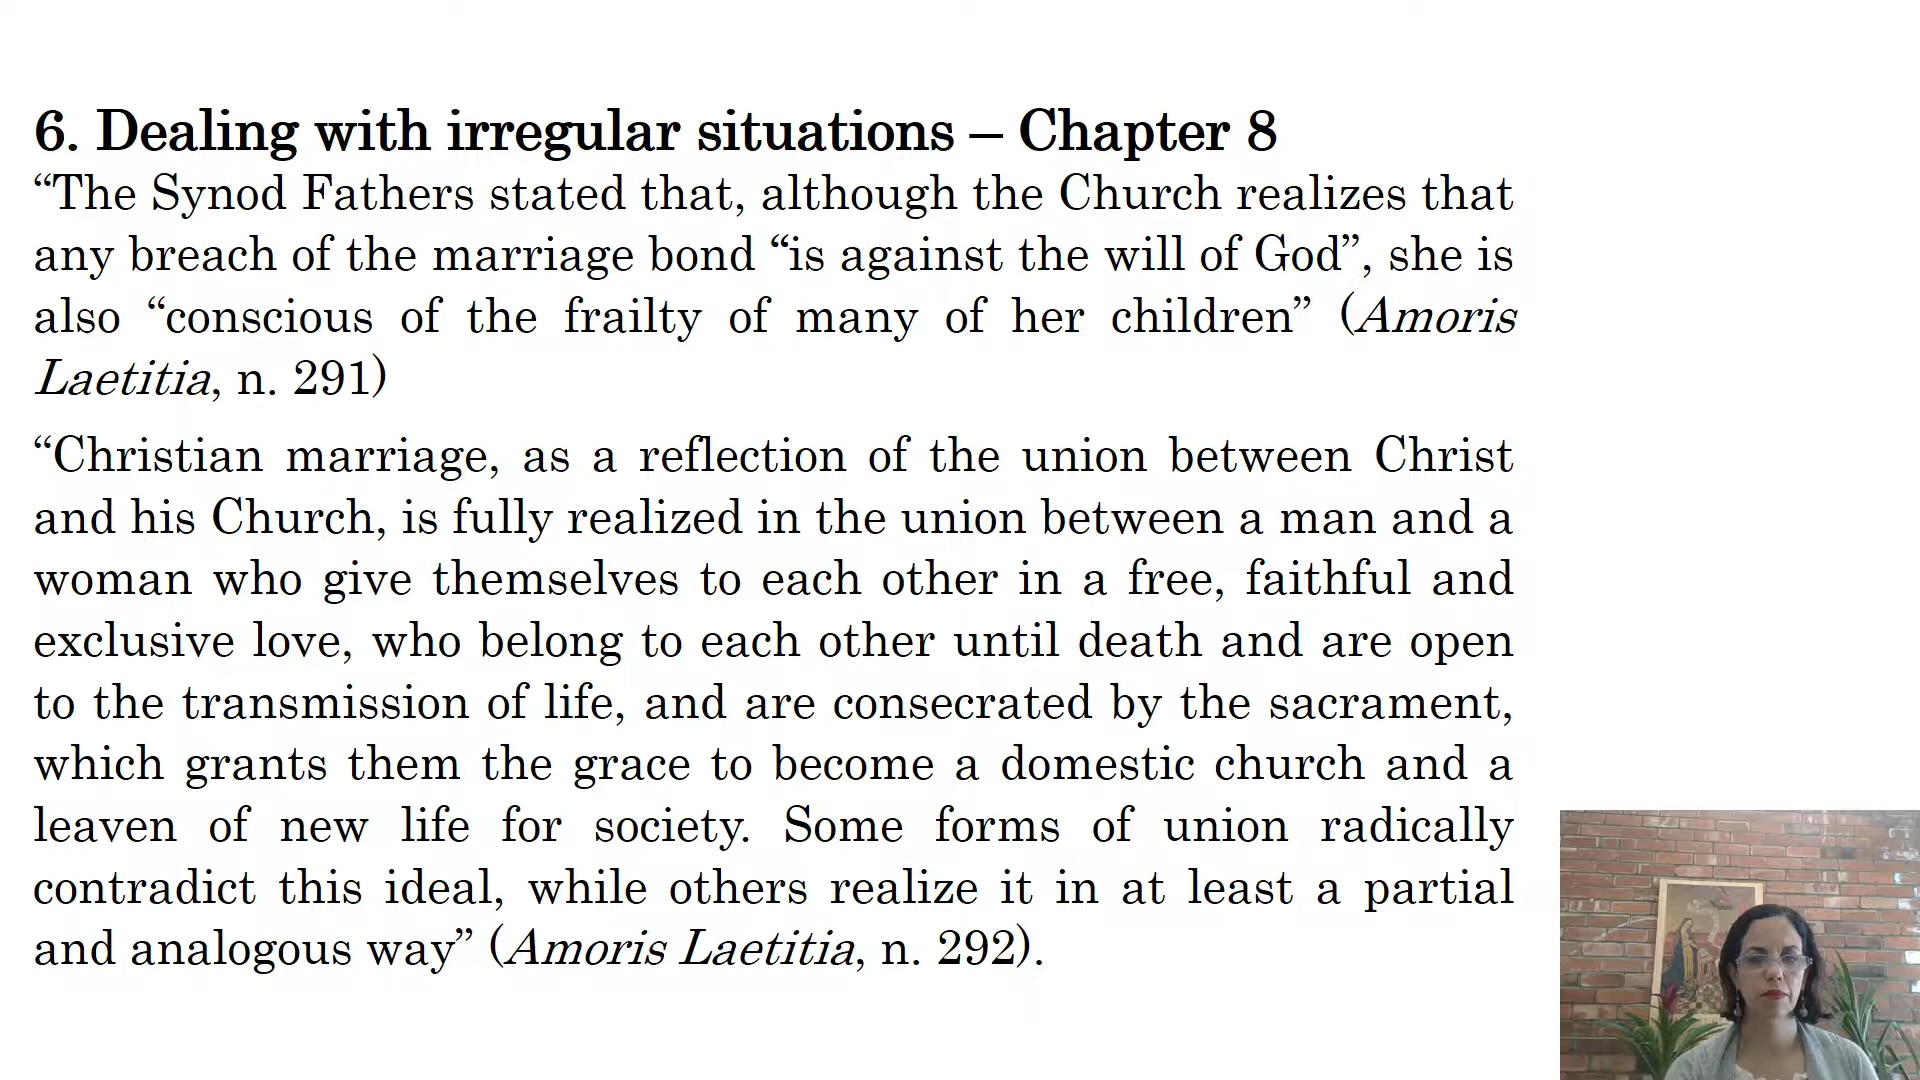 6. Dealing with irregular situations – Chapter 8
“The Synod Fathers stated that, although the Church realizes that
any breach of the marriage bond “is against the will of God”, she is
also “conscious of the frailty of many of her children” (Amoris
Laetitia, n. 291)
“Christian marriage, as a reflection of the union between Christ
and his Church, is fully realized in the union between a man and a
woman who give themselves to each other in a free, faithful and
exclusive love, who belong to each other until death and are open
to the transmission of life, and are consecrated by the sacrament,
which grants them the grace to become a domestic church and a
leaven of new life for society. Some forms of union radically
contradict this ideal, while others realize it in at least a partial
and analogous way” (Amoris Laetitia, n. 292).